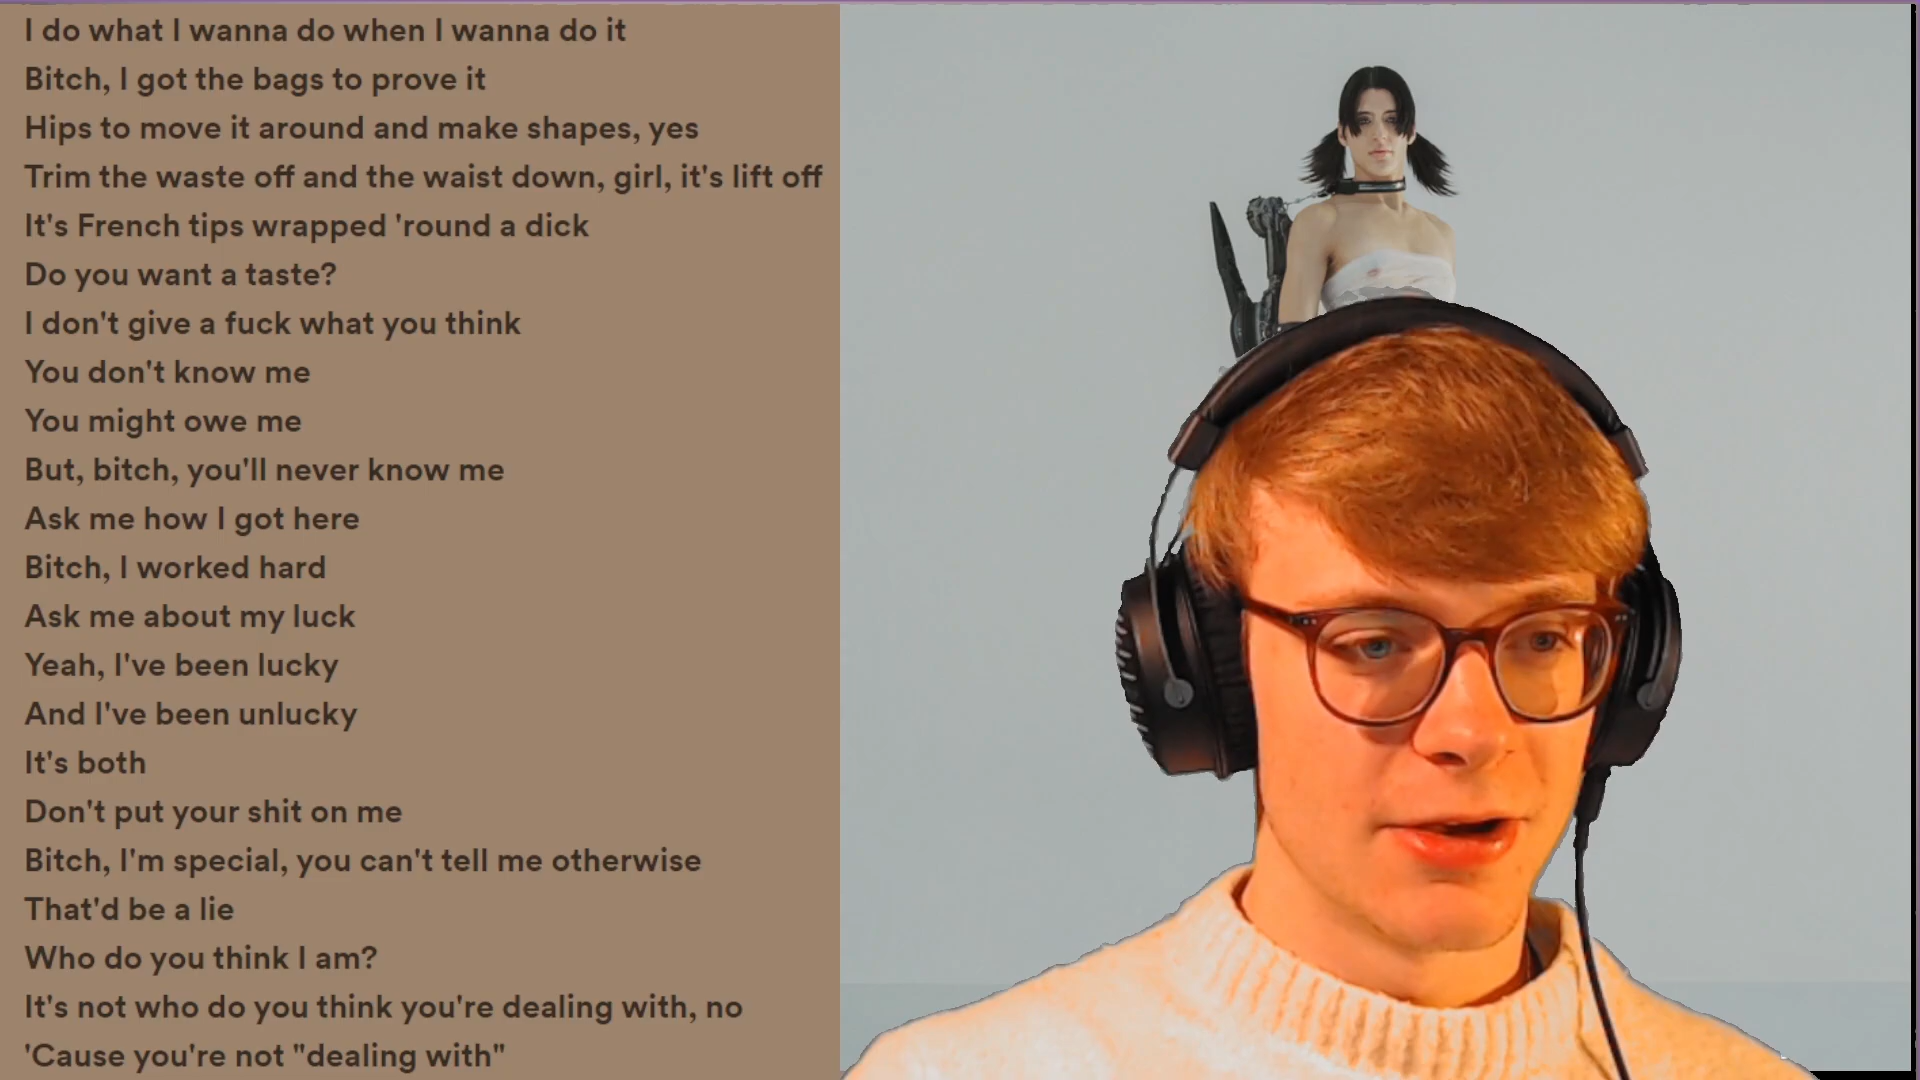 I do what I wanna do when I wanna do it
Bitch, I got the bags to prove it
Hips to move it around and make shapes, yes
Trim the waste off and the waist down, girl, it's lift off
It's French tips wrapped 'round a dick
Do you want a taste?
I don't give a fuck what you think
You don't know me
You might owe me
But, bitch, you'll never know me
Ask me how I got here
Bitch, I worked hard
Ask me about my luck
Yeah, I've been lucky
And I've been unlucky
It's both
Don't put your shit on me
Bitch, I'm special, you can't tell me otherwise
That'd be a lie
Who do you think I am?
It's not who do you think you're dealing with, no
'Cause you're not "dealing with"